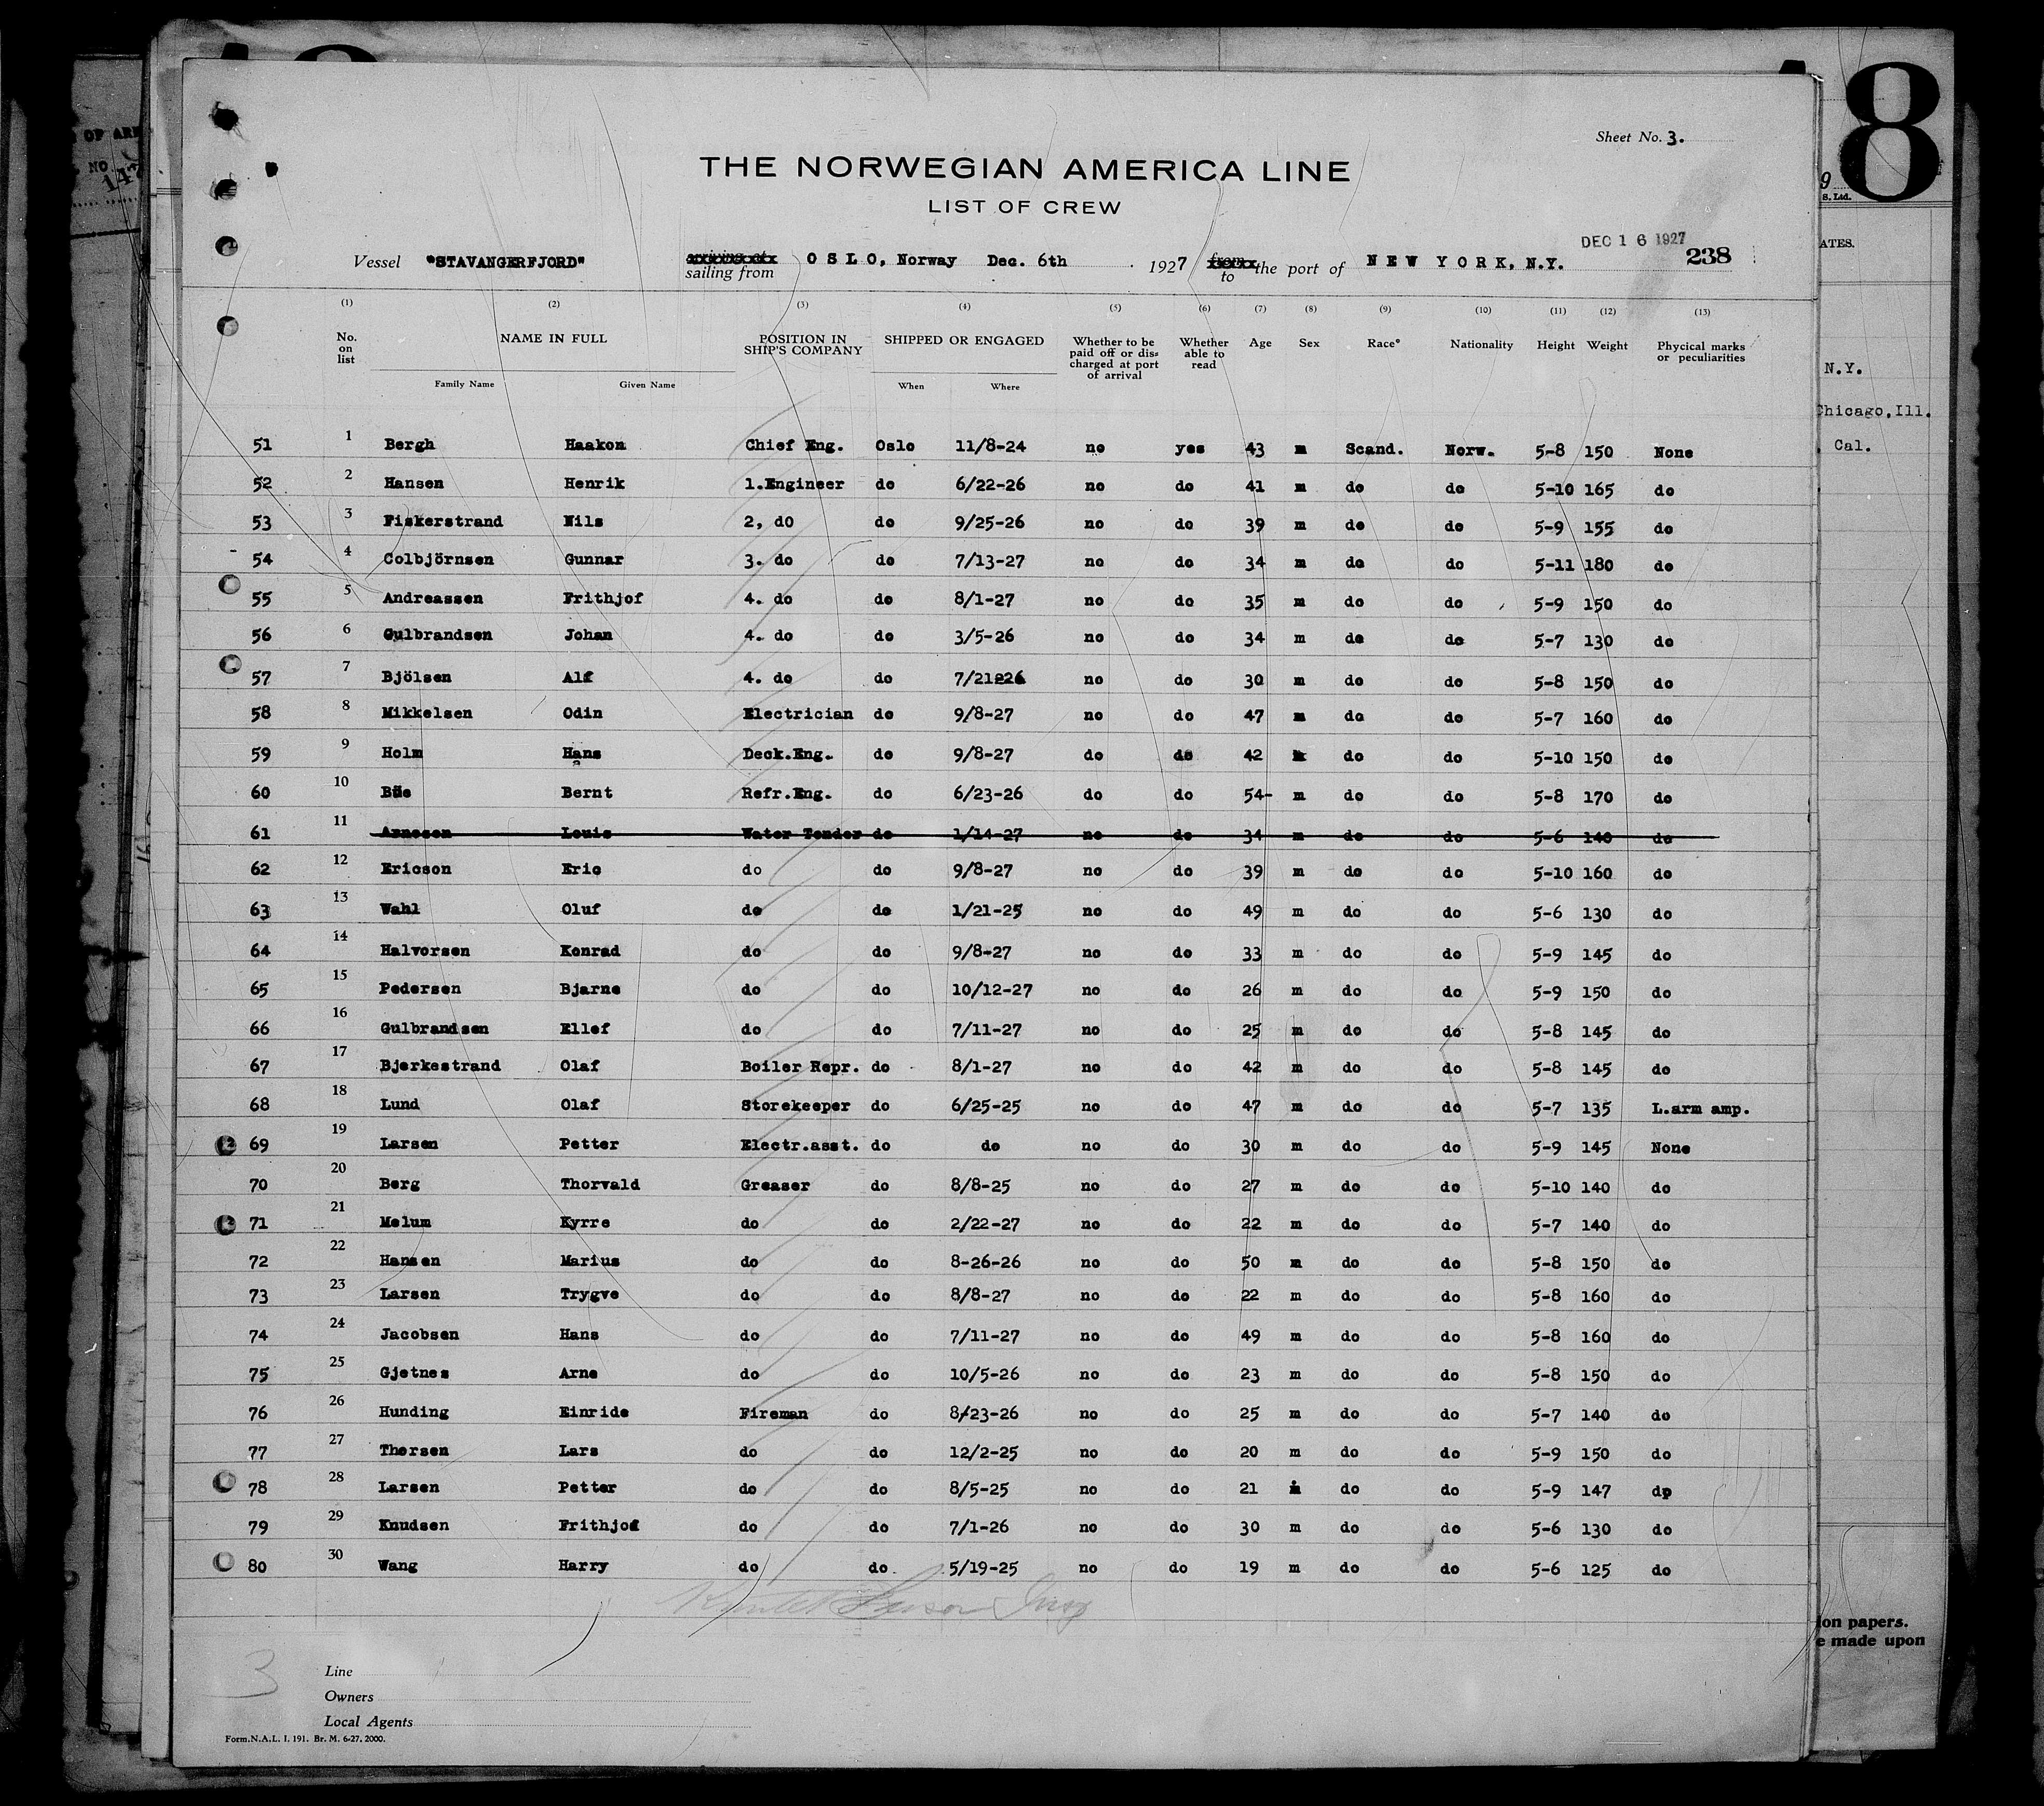 Sheet No. 3.
THE NORWEGIAN AMERICA LINE
LIST OF CREW
DEC 16 1927
Vessel "STAVANGERFJORD" sailing from OSLO, Norway Dec. 6th 1927 to the port of NEW YORK, N.Y. 238
(1) (2) (3) (4) (5) (6) (7) (8) (9) (10) (11) (12) (13)
No. on list NAME IN FULL POSITION IN SHIP'S COMPANY SHIPPED OR ENGAGED Whether to be paid off or dis-charged at port of arrival Whether able to read Age Sex Race* Nationality Height Weight Phycical marks or peculiarities
Family Name Given Name When Where
51 1 Bergh Haakon Chief Eng. Oslo 11/8-24 no yes 43 m Scand. Norw. 5-8 150 None
52 2 Hansen Henrik 1.Engineer do 6/22-26 no do 41 m do do 5-10 165 do
53 3 Fiskerstrand Nils 2, do do 9/25-26 no do 39 m do do 5-9 155 do
54 4 Colbjörnsen Gunnar 3. do do 7/13-27 no do 34 m do do 5-11 180 do
55 5 Andreassen Frithjof 4. do do 8/1-27 no do 35 m do do 5-9 150 do
56 6 Gulbrandsen Johan 4. do do 3/5-26 no do 34 m do do 5-7 130 do
57 7 Bjölsen Alf 4. do do 7/21-26 no do 30 m do do 5-8 150 do
58 8 Mikkelsen Odin Electrician do 9/8-27 no do 47 m do do 5-7 160 do
59 9 Holm Hans Deck.Eng. do 9/8-27 do do 42 m do do 5-10 150 do
60 10 Bernt Refr.Eng. do 6/23-26 do do 54- m do do 5-8 170 do
61 11 Arnesen Louis Water Tender do 1/14-27 no do 34 m do do 5-6 140 do
62 12 Ericson Eric do do 9/8-27 no do 39 m do do 5-10 160 do
63 13 Wahl Oluf do do 1/21-25 no do 49 m do do 5-6 130 do
64 14 Halvorsen Konrad do do 9/8-27 no do 33 m do do 5-9 145 do
65 15 Pedersen Bjarne do do 10/12-27 no do 26 m do do 5-9 150 do
66 16 Gulbrandsen Ellef do do 7/11-27 no do 25 m do do 5-8 145 do
67 17 Bjerkestrand Olaf Boiler Repr. do 8/1-27 no do 42 m do do 5-8 145 do
68 18 Lund Olaf Storekeeper do 6/25-25 no do 47 m do do 5-7 135 L.arm amp.
69 19 Larsen Petter Electr.asst. do do no do 30 m do do 5-9 145 None
70 20 Berg Thorvald Greaser do 8/8-25 no do 27 m do do 5-10 140 do
71 21 Melum Kyrre do do 2/22-27 no do 22 m do do 5-7 140 do
72 22 Hansen Marius do do 8-26-26 no do 50 m do do 5-8 150 do
73 23 Larsen Trygve do do 8/8-27 no do 22 m do do 5-8 160 do
74 24 Jacobsen Hans do do 7/11-27 no do 49 m do do 5-8 160 do
75 25 Gjetnes Arne do do 10/5-26 no do 23 m do do 5-8 150 do
76 26 Hunding Einride Fireman do 8/23-26 no do 25 m do do 5-7 140 do
77 27 Thorsen Lars do do 12/2-25 no do 20 m do do 5-9 150 do
78 28 Larsen Petter do do 8/5-25 no do 21 m do do 5-9 147 dp
79 29 Knudsen Frithjof do do 7/1-26 no do 30 m do do 5-6 130 do
80 30 Wang Harry do do 5/19-25 no do 19 m do do 5-6 125 do
3
Line
Owners
Local Agents
Form.N.A.L. I. 191. Br. M. 6-27. 2000.
8
S. Ltd.
ATES.
N.Y.
Chicago,Ill.
Cal.
ion papers.
e made upon
OF ARR
NO